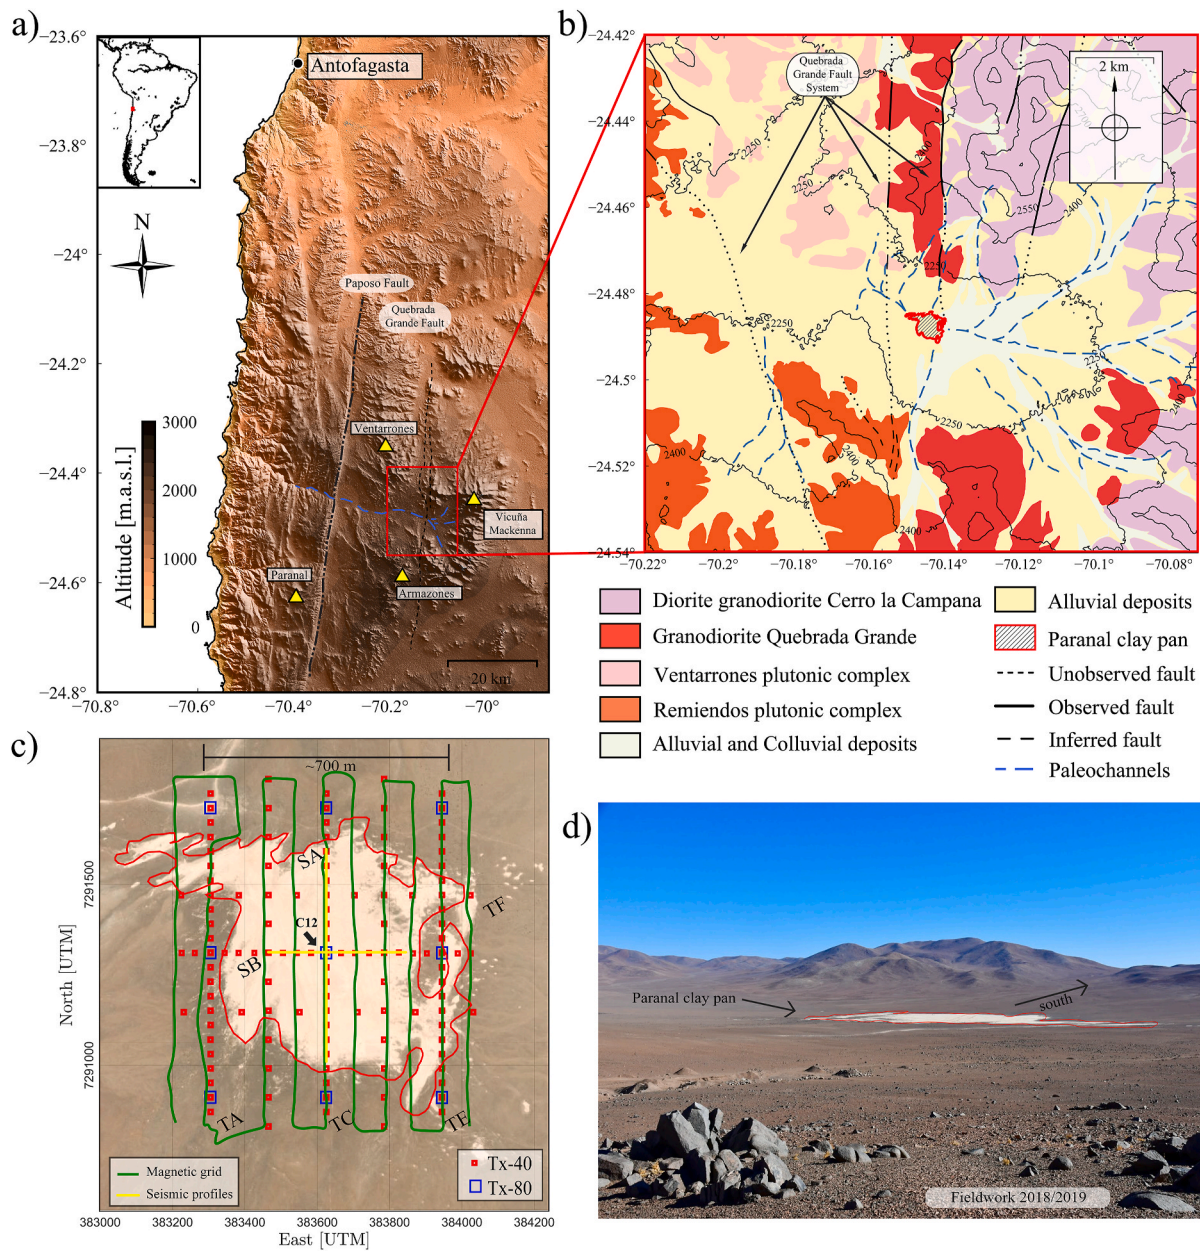 a)
−23.6°
−23.8°
−24°
−24.2°
−24.4°
−24.6°
−24.8°
Antofagasta
N
Paposo Fault
Quebrada
Grande Fault
Ventarrones
Vicuña
Mackenna
Paranal
Armazones
20 km
Altitude [m.a.s.l.]
3000
2000
1000
0
−70.8°
−70.6°
−70.4°
−70.2°
−70°
b)
−24.42°
−24.44°
−24.46°
−24.48°
−24.5°
−24.52°
−24.54°
Quebrada
Grande Fault
System
2 km
2250
2250
2400
2700
2550
2400
2250
2250
2250
2250
2400
2400
2400
2400
−70.22°
−70.2°
−70.18°
−70.16°
−70.14°
−70.12°
−70.1°
−70.08°
Diorite granodiorite Cerro la Campana
Granodiorite Quebrada Grande
Ventarrones plutonic complex
Remiendos plutonic complex
Alluvial and Colluvial deposits
Alluvial deposits
Paranal clay pan
Unobserved fault
Observed fault
Inferred fault
Paleochannels
c)
~700 m
SA
TF
C12
SB
TA
TC
TF
Magnetic grid
Seismic profiles
Tx-40
Tx-80
North [UTM]
7291500
7291000
383000
383200
383400
383600
383800
384000
384200
East [UTM]
d)
Paranal clay pan
south
Fieldwork 2018/2019